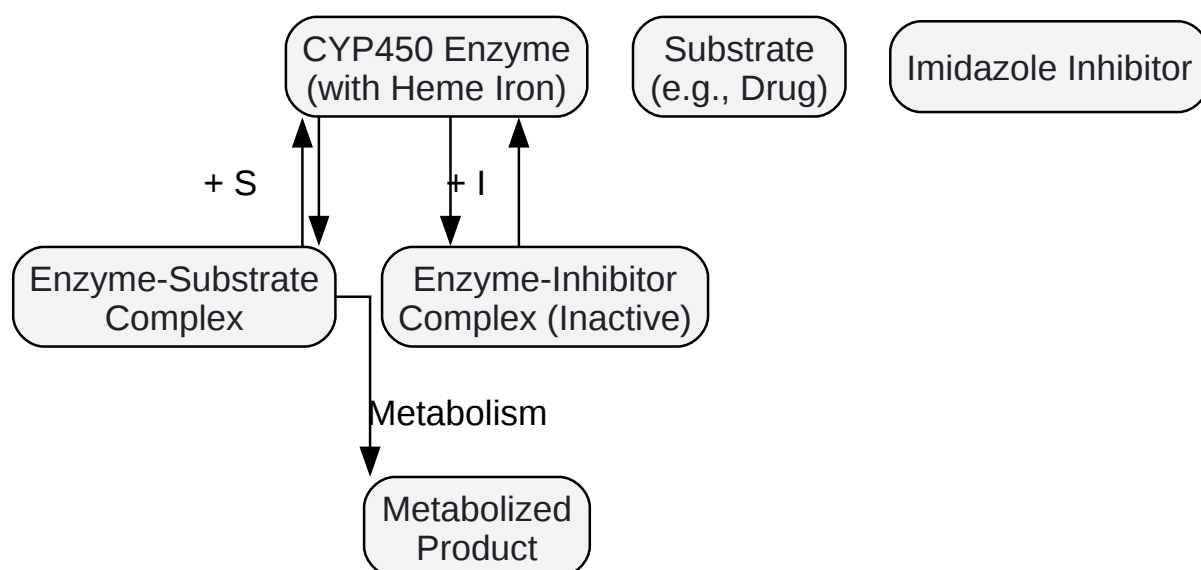 CYP450 Enzyme
(with Heme Iron)
Substrate
(e.g., Drug)
Imidazole Inhibitor
+ S
+ I
Enzyme-Substrate
Complex
Enzyme-Inhibitor
Complex (Inactive)
Metabolism
Metabolized
Product